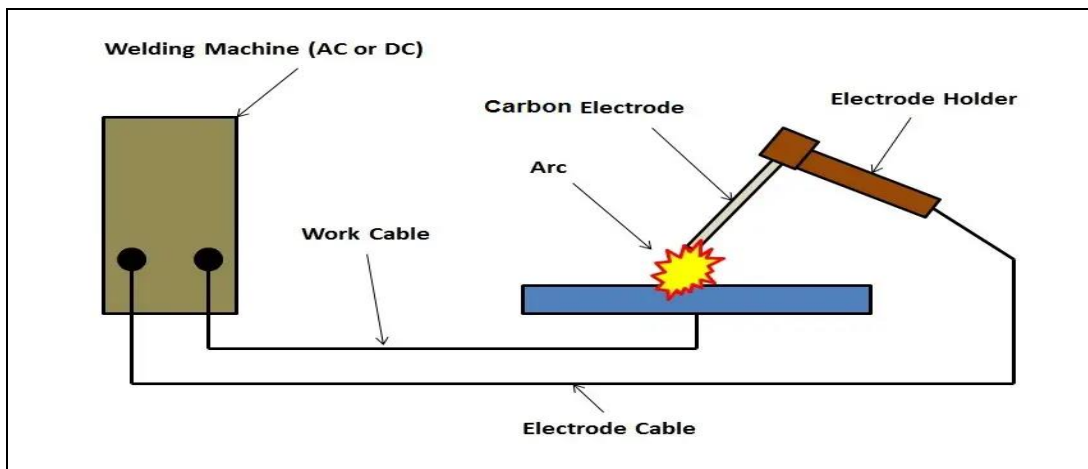 Welding Machine (AC or DC)
Carbon Electrode
Electrode Holder
Arc
Work Cable
Electrode Cable